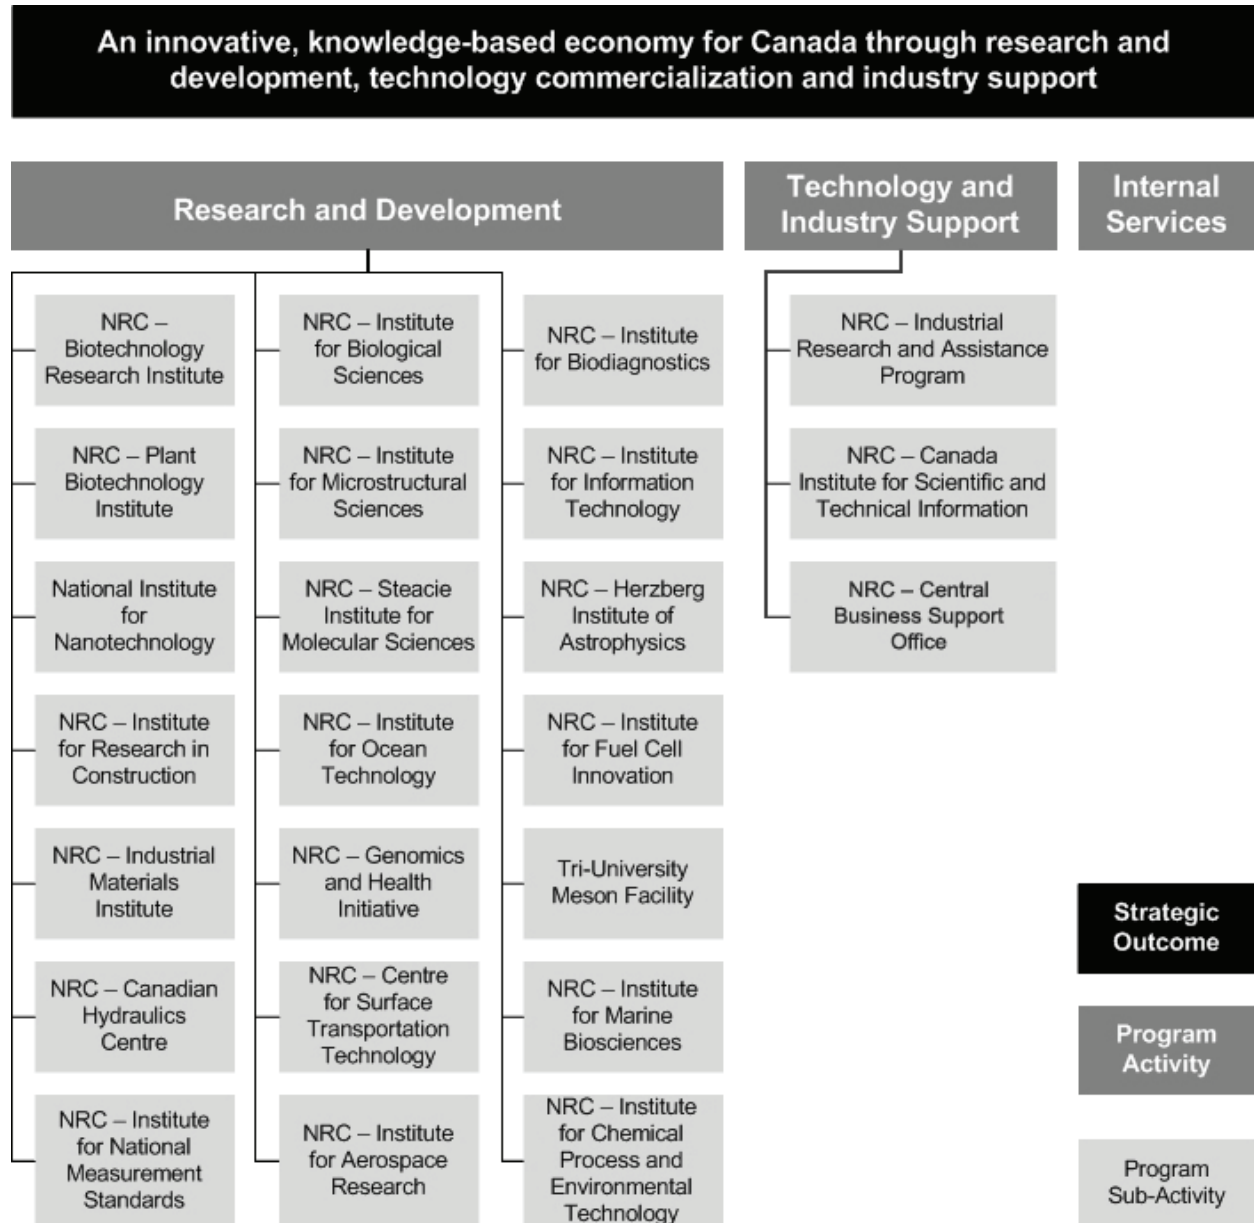 An innovative, knowledge-based economy for Canada through research and
development, technology commercialization and industry support
Research and Development
NRC –
Biotechnology
Research Institute
NRC – Plant
Biotechnology
Institute
National Institute
for
Nanotechnology
NRC – Institute
for Research in
Construction
NRC – Industrial
Materials
Institute
NRC – Canadian
Hydraulics
Centre
NRC – Institute
for National
Measurement
Standards
NRC – Institute
for Biological
Sciences
NRC – Institute
for Microstructural
Sciences
NRC – Steacie
Institute for
Molecular Sciences
NRC – Institute
for Ocean
Technology
NRC – Genomics
and Health
Initiative
NRC – Centre
for Surface
Transportation
Technology
NRC – Institute
for Aerospace
Research
NRC – Institute
for Biodiagnostics
NRC – Institute
for Information
Technology
NRC – Herzberg
Institute of
Astrophysics
NRC – Institute
for Fuel Cell
Innovation
Tri-University
Meson Facility
NRC – Institute
for Marine
Biosciences
NRC – Institute
for Chemical
Process and
Environmental
Technology
Technology and
Industry Support
NRC – Industrial
Research and Assistance
Program
NRC – Canada
Institute for Scientific and
Technical Information
NRC – Central
Business Support
Office
Internal
Services
Strategic
Outcome
Program
Activity
Program
Sub-Activity